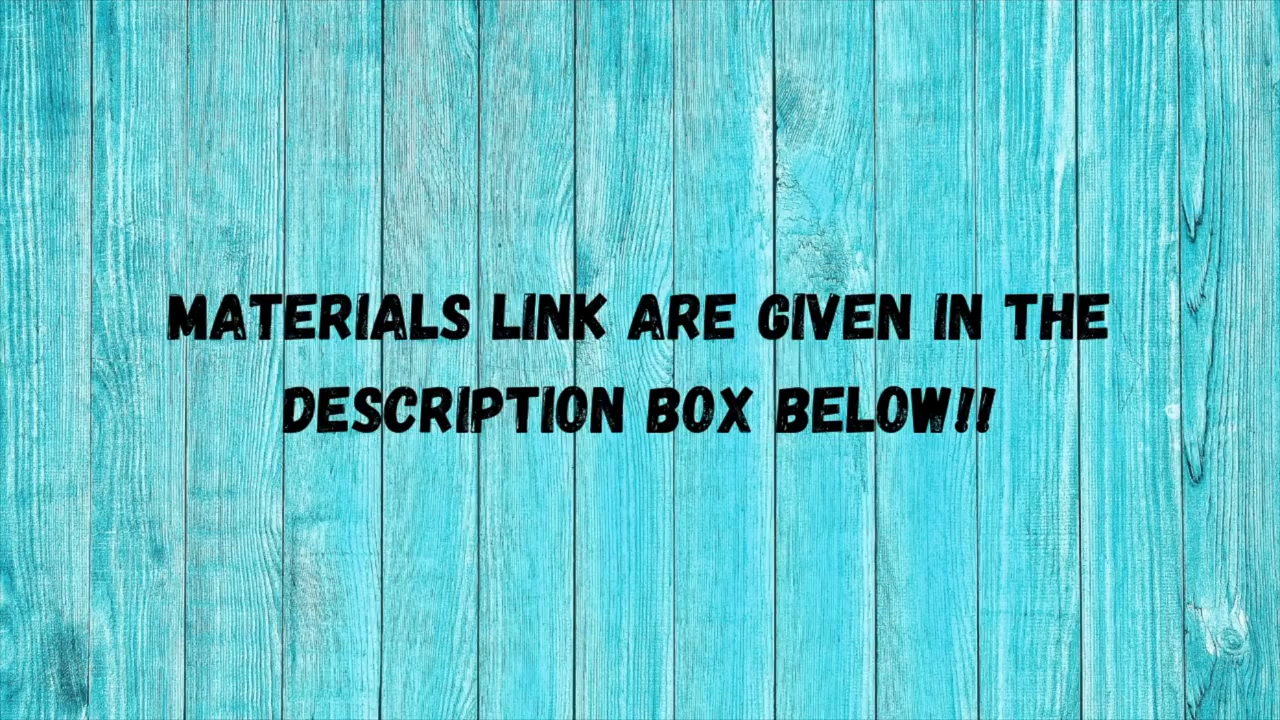 MATERIALS LINK ARE GIVEN IN THE
DESCRIPTION BOX BELOW!!